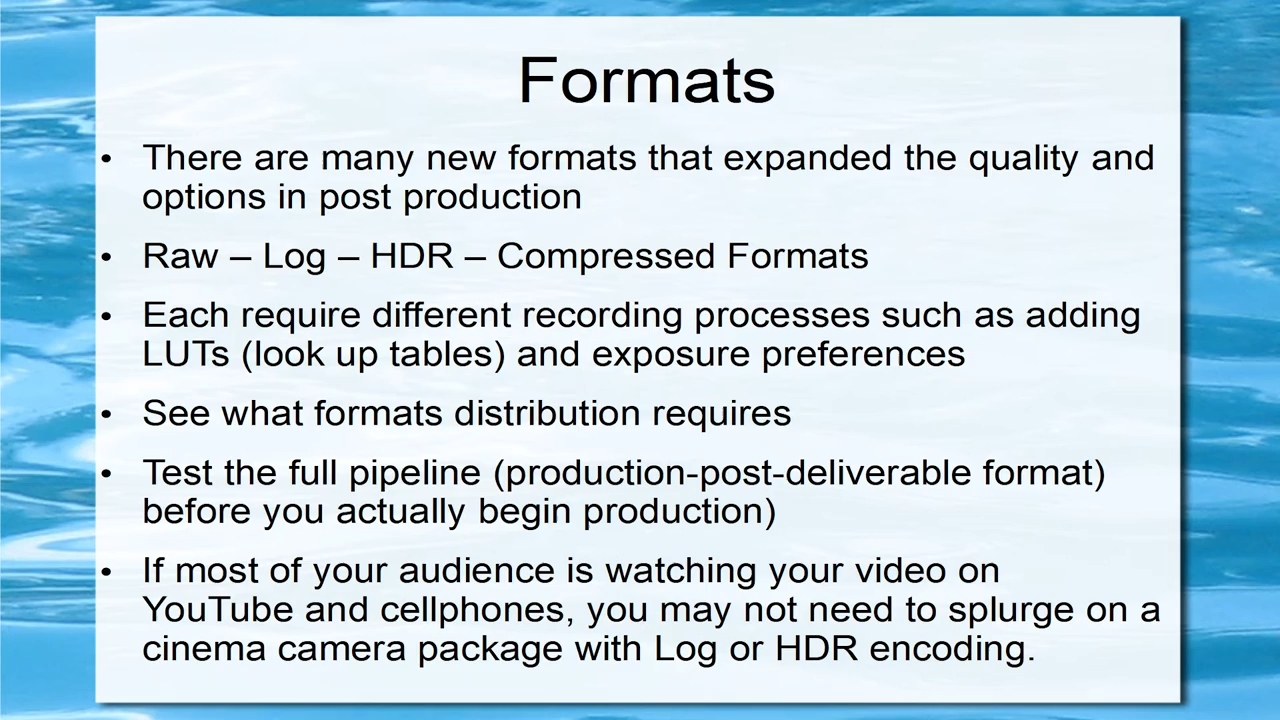 Formats
• There are many new formats that expanded the quality and
options in post production
• Raw – Log – HDR – Compressed Formats
• Each require different recording processes such as adding
LUTs (look up tables) and exposure preferences
• See what formats distribution requires
• Test the full pipeline (production-post-deliverable format)
before you actually begin production)
• If most of your audience is watching your video on
YouTube and cellphones, you may not need to splurge on a
cinema camera package with Log or HDR encoding.